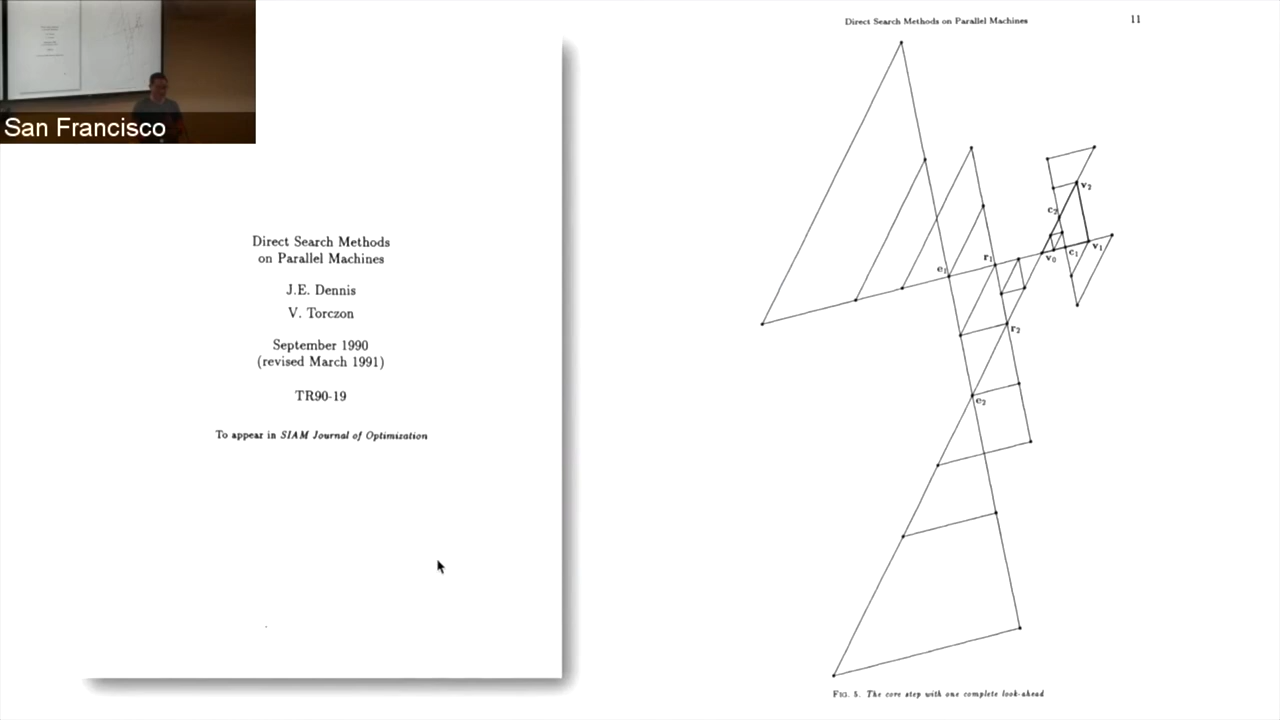 San Francisco
Direct Search Methods
on Parallel Machines
J.E. Dennis
V. Torczon
September 1990
(revised March 1991)
TR90-19
To appear in SIAM Journal of Optimization
Direct Search Methods on Parallel Machines 11
v2
c2
v1
v0
c1
r1
e1
r2
e2
FIG. 5. The core step with one complete look-ahead